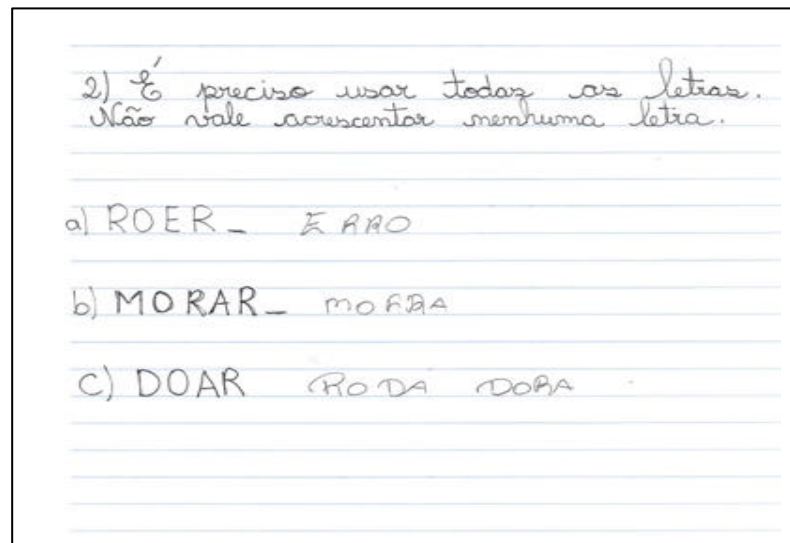 2) É preciso usar todas as letras.
Não vale acrescentar nenhuma letra.
a) ROER_ ERRO
b) MORAR_ MORRA
c) DOAR RODA DORA